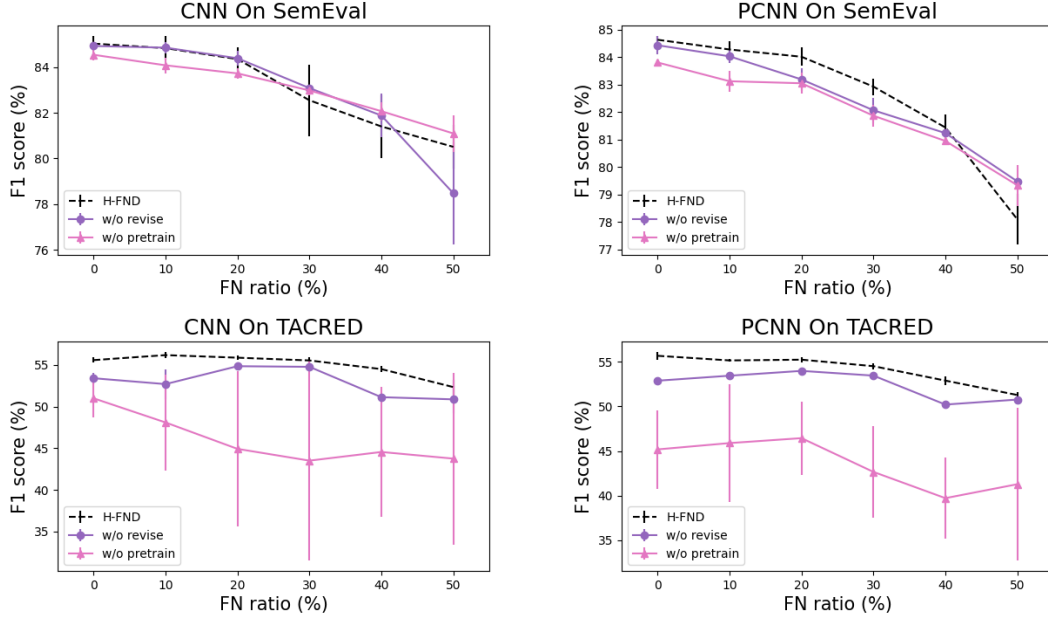 CNN On SemEval
F1 score (%)
84
82
80
78
76
H-FND
w/o revise
w/o pretrain
0 10 20 30 40 50
FN ratio (%)
PCNN On SemEval
F1 score (%)
85
84
83
82
81
80
79
78
77
H-FND
w/o revise
w/o pretrain
0 10 20 30 40 50
FN ratio (%)
CNN On TACRED
F1 score (%)
55
50
45
40
35
H-FND
w/o revise
w/o pretrain
0 10 20 30 40 50
FN ratio (%)
PCNN On TACRED
F1 score (%)
55
50
45
40
35
H-FND
w/o revise
w/o pretrain
0 10 20 30 40 50
FN ratio (%)